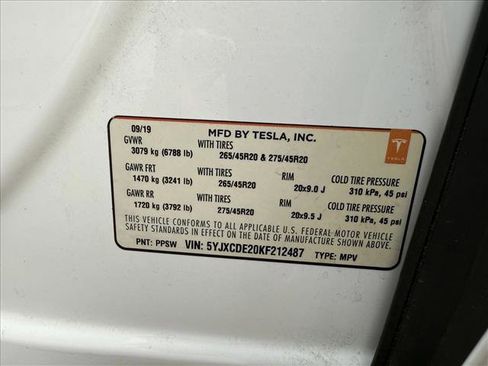 09/19 MFD BY TESLA, INC.
GVWR WITH TIRES
3079 kg (6788 lb) 265/45R20 & 275/45R20
TESLA
GAWR FRT WITH TIRES RIM COLD TIRE PRESSURE
1470 kg (3241 lb) 265/45R20 20x9.0 J 310 kPa, 45 psi
GAWR RR WITH TIRES RIM COLD TIRE PRESSURE
1720 kg (3792 lb) 275/45R20 20x9.5 J 310 kPa, 45 psi
THIS VEHICLE CONFORMS TO ALL APPLICABLE U.S. FEDERAL MOTOR VEHICLE
SAFETY STANDARDS IN EFFECT ON THE DATE OF MANUFACTURE SHOWN ABOVE
PNT: PPSW VIN: 5YJXCDE20KF212487 TYPE: MPV